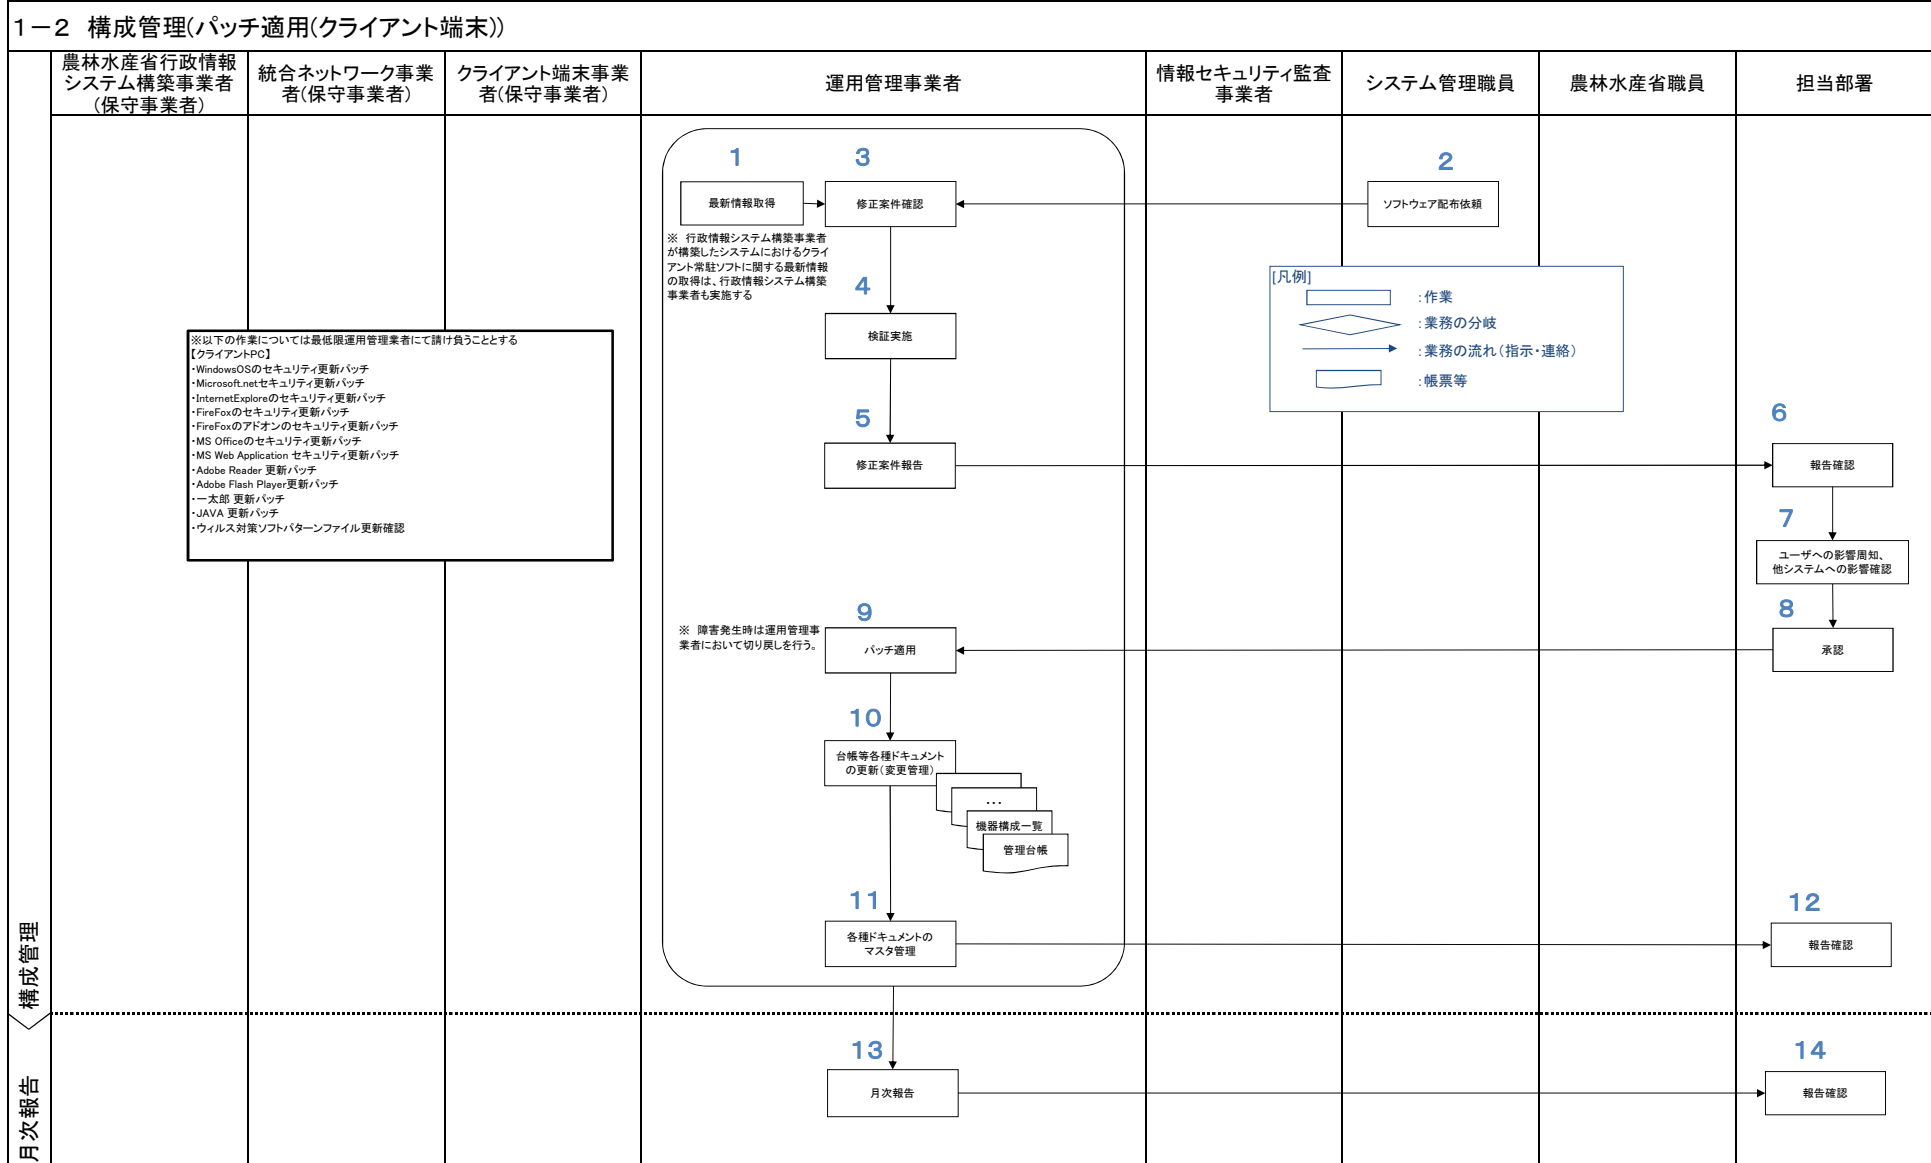 1－2 構成管理(パッチ適用(クライアント端末))
農林水産省行政情報
システム構築事業者
(保守事業者)
統合ネットワーク事業
者(保守事業者)
クライアント端末事業
者(保守事業者)
運用管理事業者
情報セキュリティ監査
事業者
システム管理職員
農林水産省職員
担当部署
1
3
2
最新情報取得
修正案件確認
ソフトウェア配布依頼
※ 行政情報システム構築事業者
が構築したシステムにおけるクライ
アント常駐ソフトに関する最新情報
の取得は、行政情報システム構築
事業者も実施する
4
検証実施
[凡例]
:作業
:業務の分岐
:業務の流れ(指示・連絡)
:帳票等
※以下の作業については最低限運用管理業者にて請け負うこととする
【クライアントPC】
・WindowsOSのセキュリティ更新パッチ
・Microsoft.netセキュリティ更新パッチ
・InternetExploreのセキュリティ更新パッチ
・FireFoxのセキュリティ更新パッチ
・FireFoxのアドオンのセキュリティ更新パッチ
・MS Officeのセキュリティ更新パッチ
・MS Web Application セキュリティ更新パッチ
・Adobe Reader 更新パッチ
・Adobe Flash Player更新パッチ
・一太郎 更新パッチ
・JAVA 更新パッチ
・ウィルス対策ソフトパターンファイル更新確認
5
修正案件報告
6
報告確認
7
ユーザへの影響周知、
他システムへの影響確認
8
承認
9
※ 障害発生時は運用管理事
業者において切り戻しを行う。
パッチ適用
10
台帳等各種ドキュメント
の更新(変更管理)
…
機器構成一覧
管理台帳
11
各種ドキュメントの
マスタ管理
12
報告確認
構成管理
13
月次報告
14
報告確認
月次報告